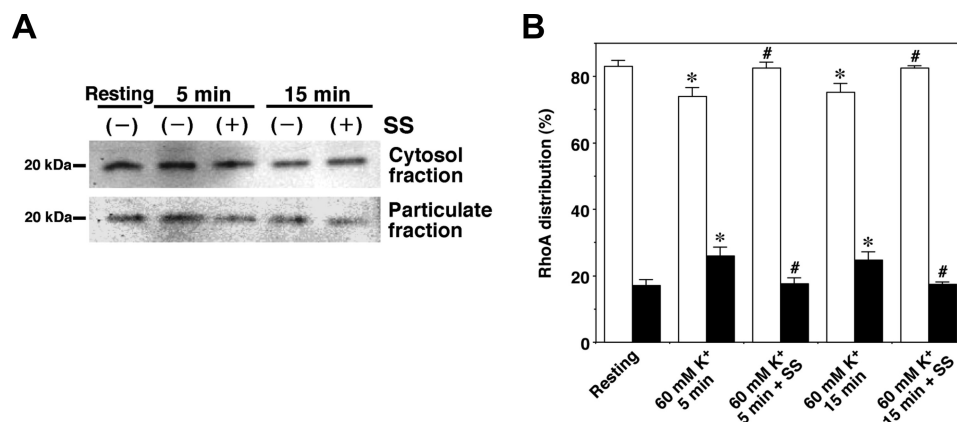 A
Resting 5 min 15 min
(−) (−) (+) (−) (+) SS
20 kDa Cytosol
fraction
20 kDa Particulate
fraction
B
RhoA distribution (%)
80
60
40
20
0
* # * #
* # * #
Resting
60 mM K⁺
5 min
60 mM K⁺
5 min + SS
60 mM K⁺
15 min
60 mM K⁺
15 min + SS